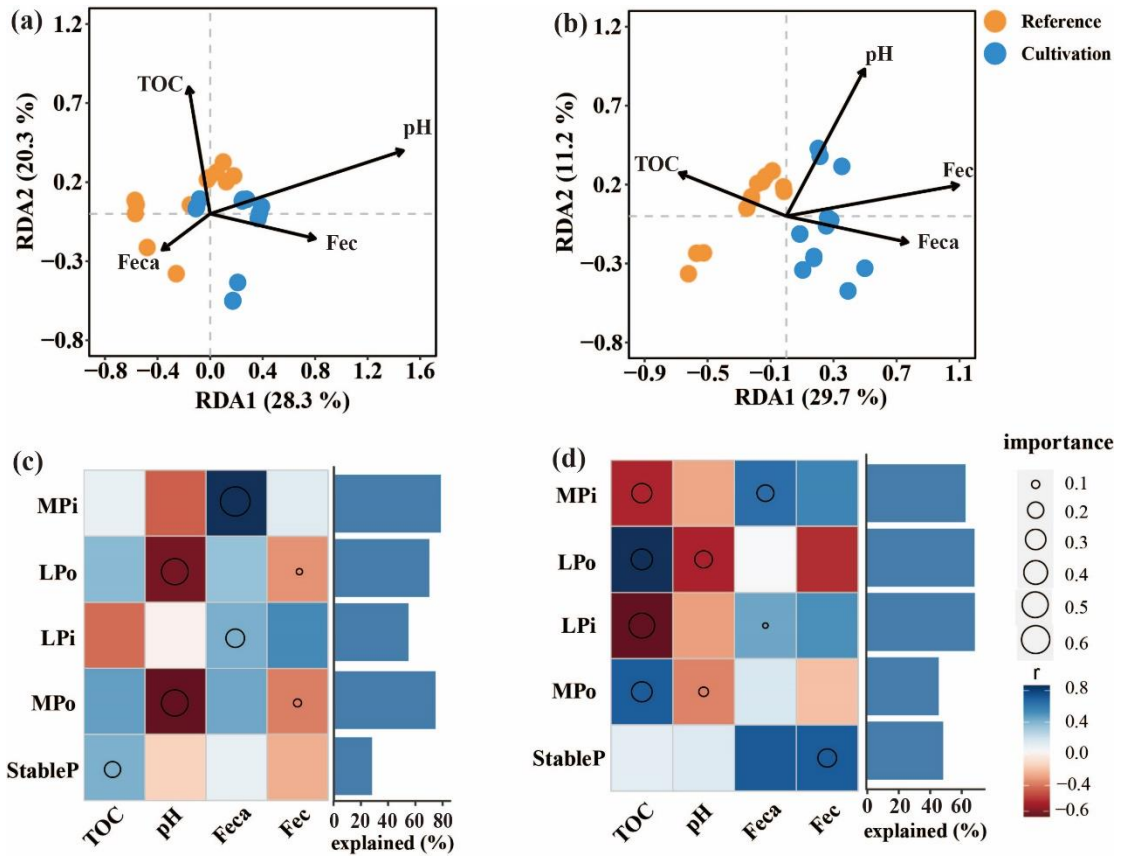 (a)
1.2
0.7
0.2
−0.3
−0.8
RDA2 (20.3 %)
TOC
pH
Feca
Fec
−0.8 −0.4 0.0 0.4 0.8 1.2 1.6
RDA1 (28.3 %)
(b)
1.2
0.7
0.2
−0.3
−0.8
RDA2 (11.2 %)
pH
TOC
Fec
Feca
−0.9 −0.5 −0.1 0.3 0.7 1.1
RDA1 (29.7 %)
Reference
Cultivation
(c)
MPi
LPo
LPi
MPo
StableP
TOC pH Feca Fec
0 20 40 60 80
explained (%)
(d)
MPi
LPo
LPi
MPo
StableP
TOC pH Feca Fec
0 20 40 60
explained (%)
importance
0.1
0.2
0.3
0.4
0.5
0.6
r
0.8
0.4
0.0
−0.4
−0.6